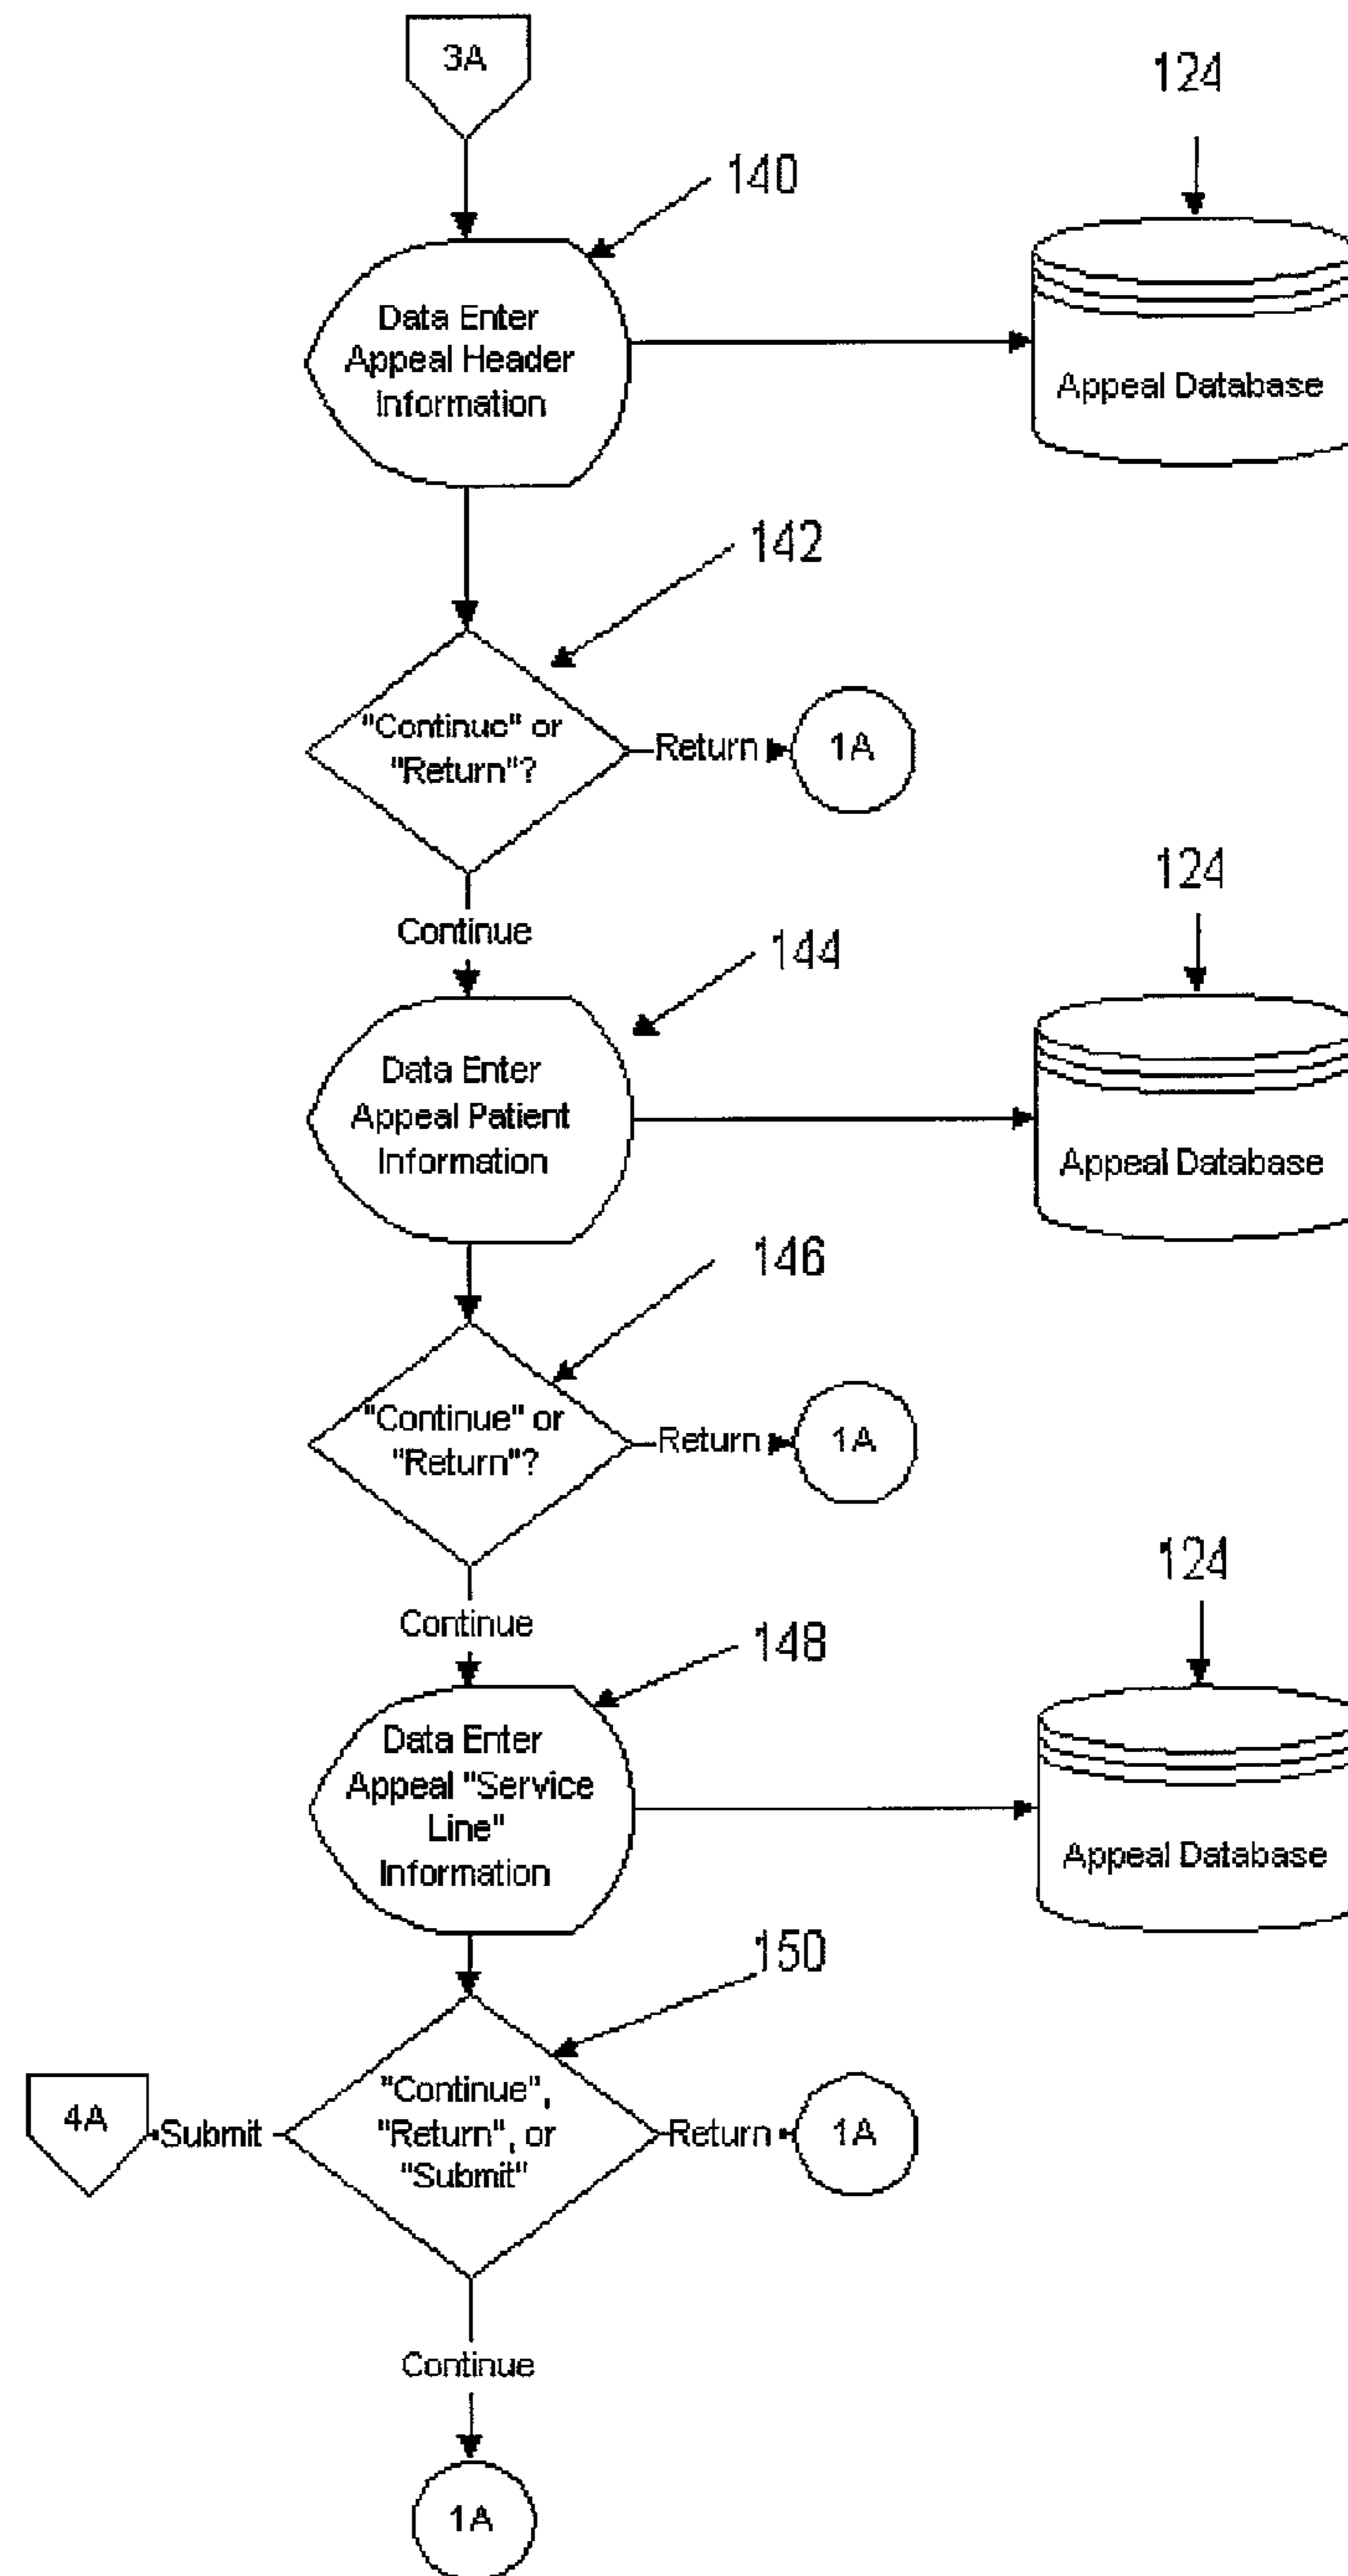 3A
124
140
Data Enter
Appeal Header
Information
Appeal Database
142
"Continue" or
"Return"?
Return
1A
Continue
124
144
Data Enter
Appeal Patient
Information
Appeal Database
146
"Continue" or
"Return"?
Return
1A
Continue
124
148
Data Enter
Appeal "Service
Line"
Information
Appeal Database
150
4A
Submit
"Continue",
"Return", or
"Submit"
Return
1A
Continue
1A